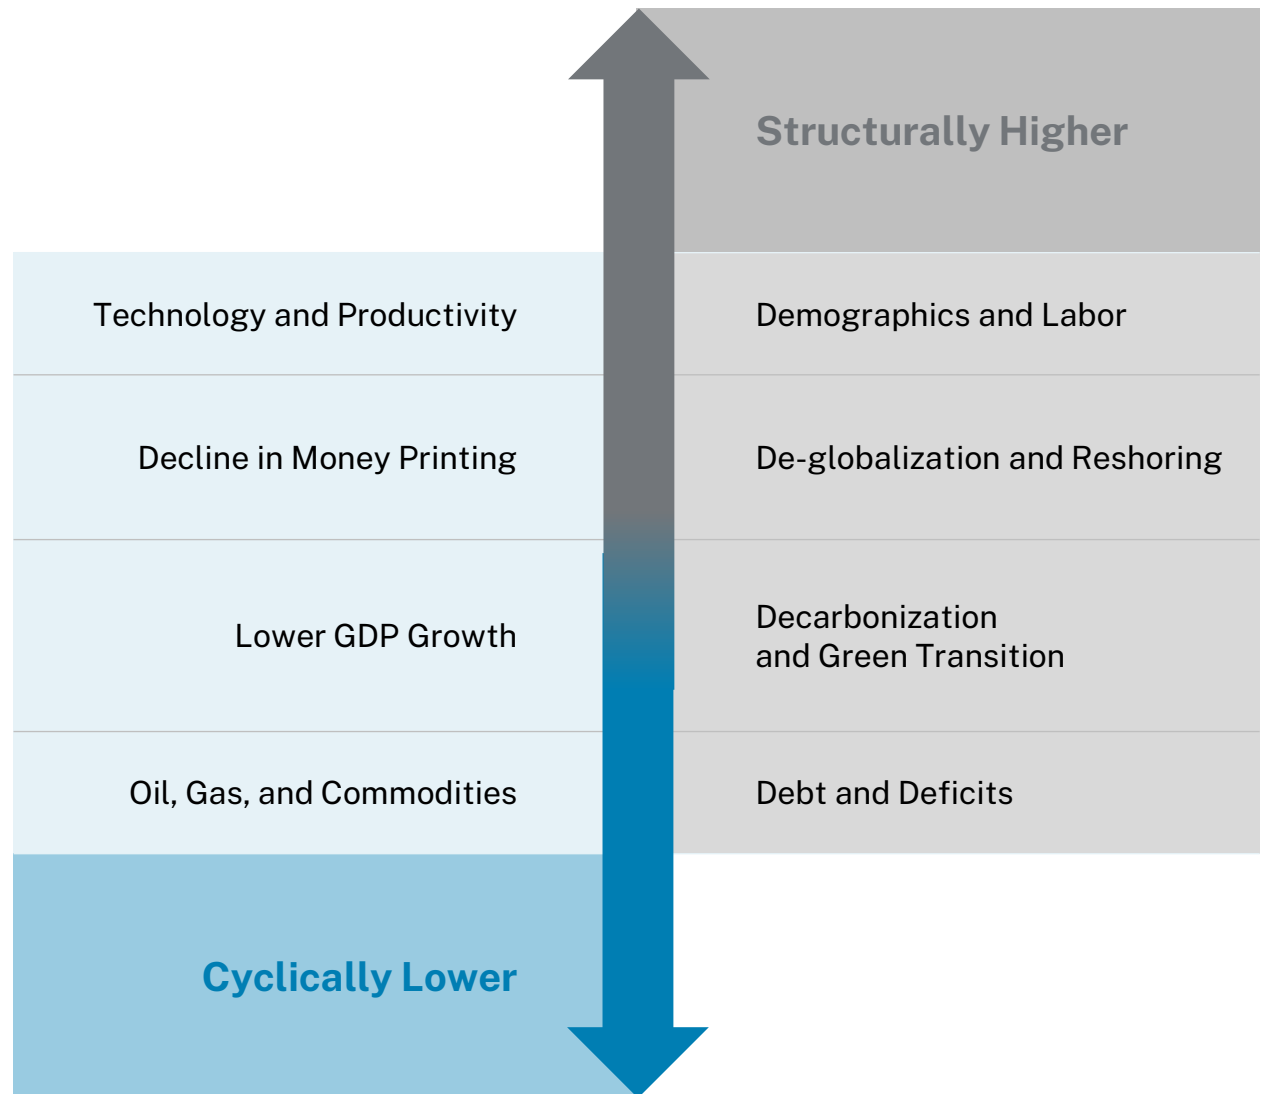 Structurally Higher
Technology and Productivity
Demographics and Labor
Decline in Money Printing
De-globalization and Reshoring
Lower GDP Growth
Decarbonization
and Green Transition
Oil, Gas, and Commodities
Debt and Deficits
Cyclically Lower